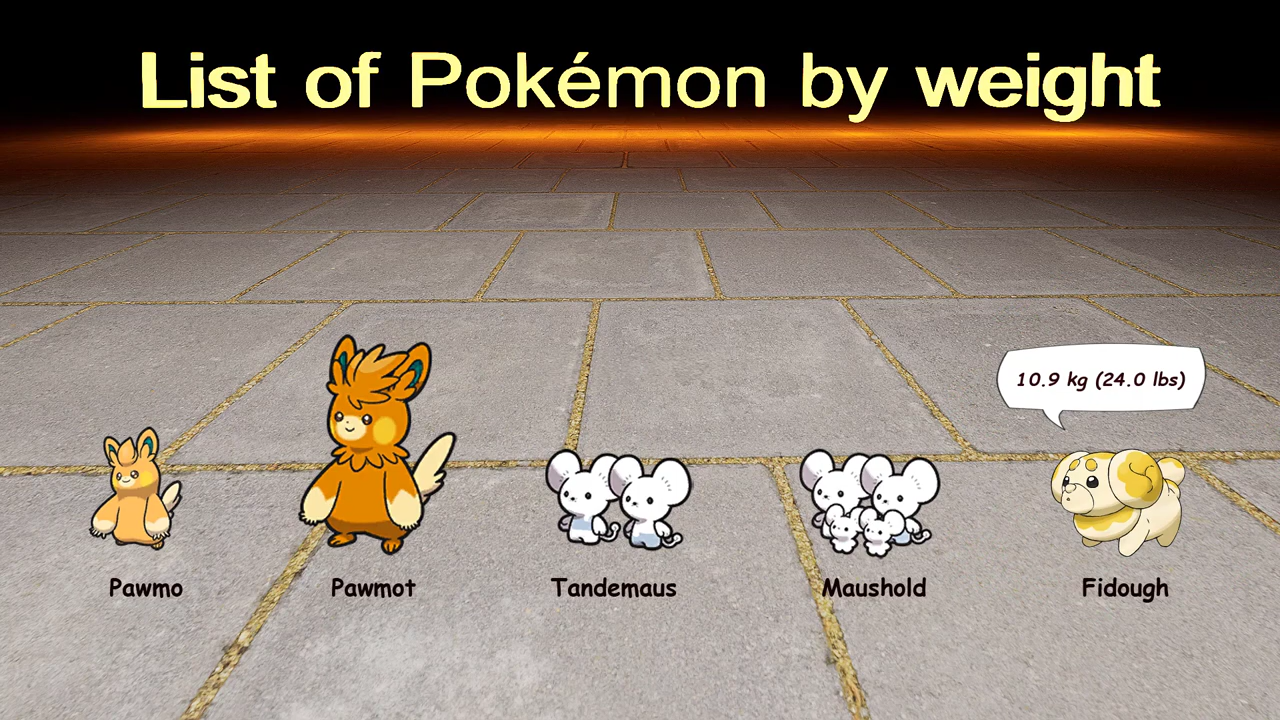 List of Pokémon by weight
10.9 kg (24.0 lbs)
Pawmo
Pawmot
Tandemaus
Maushold
Fidough